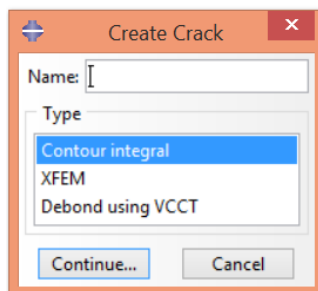 Create Crack
Name:
Type
Contour integral
XFEM
Debond using VCCT
Continue... Cancel